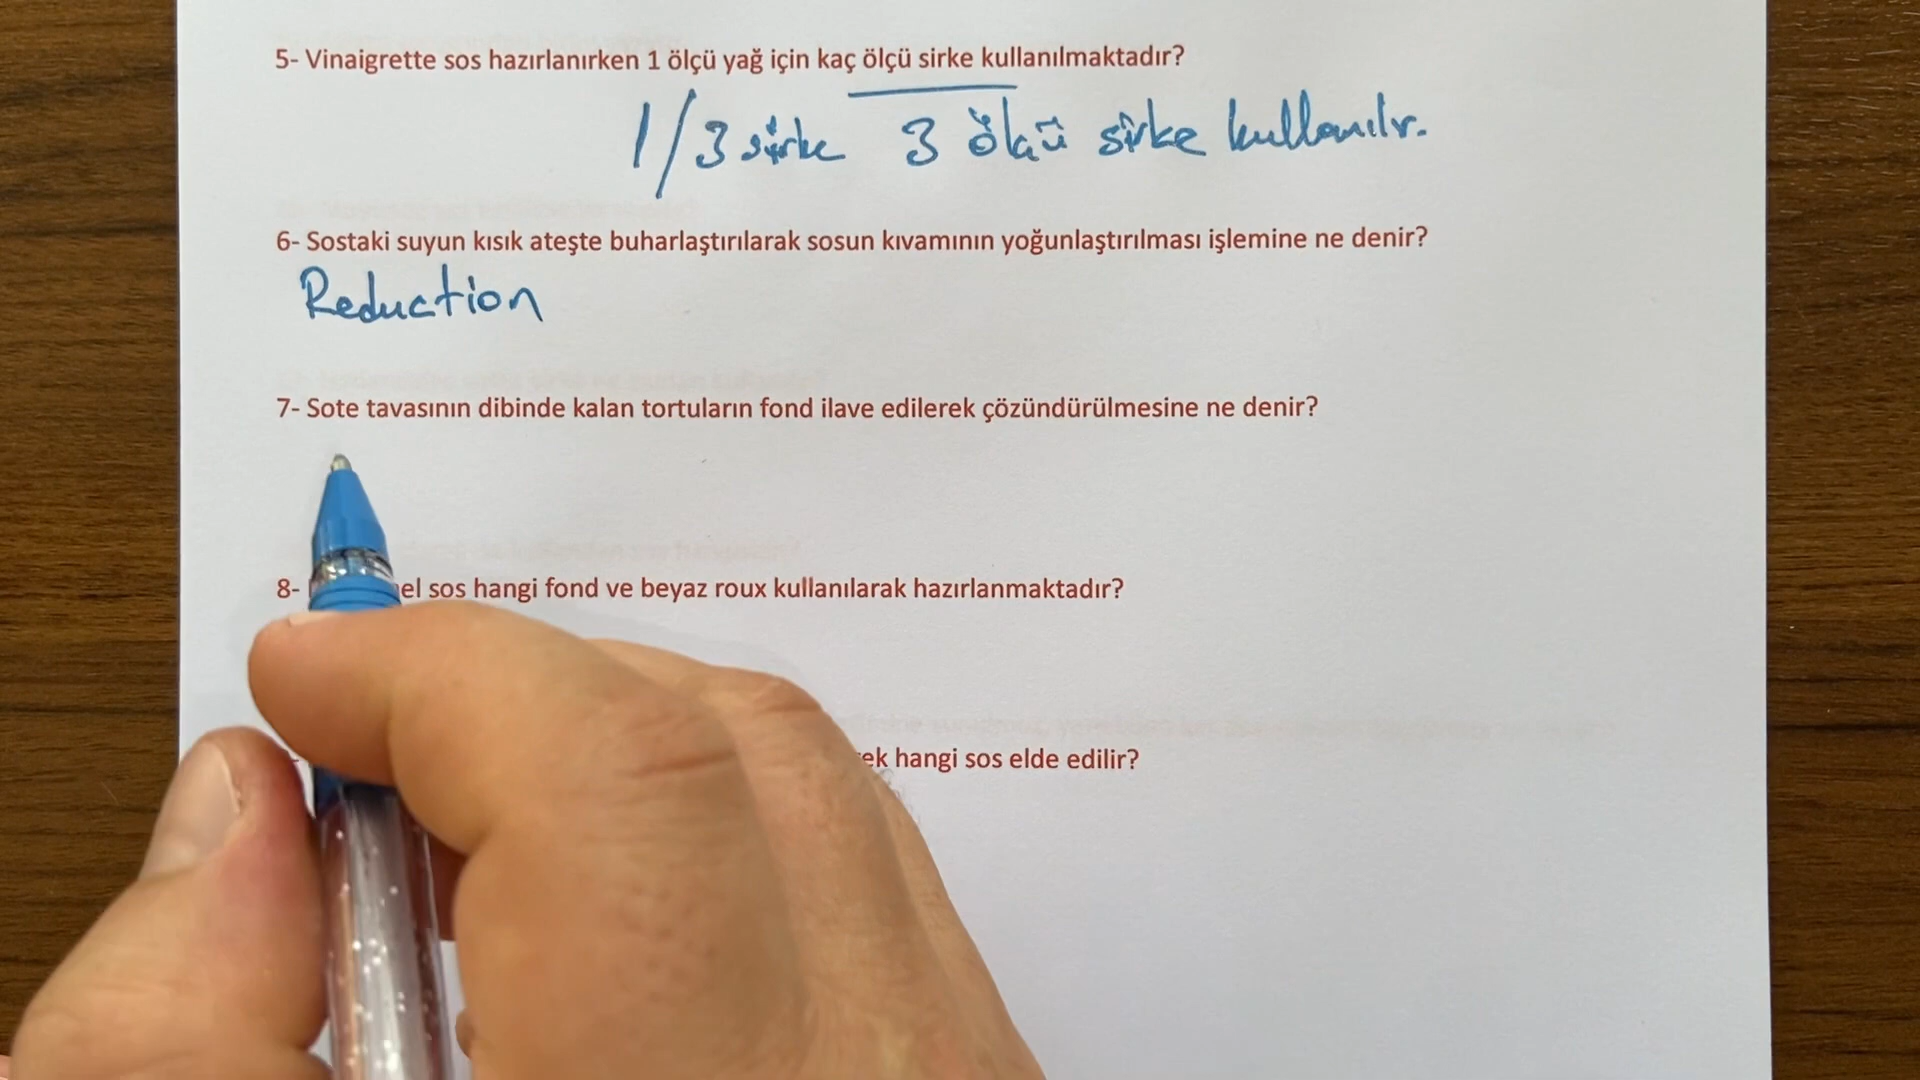 5- Vinaigrette sos hazırlanırken 1 ölçü yağ için kaç ölçü sirke kullanılmaktadır?
1/3 sirke 3 ölçü sirke kullanılır.
6- Sostaki suyun kısık ateşte buharlaştırılarak sosun kıvamının yoğunlaştırılması işlemine ne denir?
Reduction
7- Sote tavasının dibinde kalan tortuların fond ilave edilerek çözündürülmesine ne denir?
8- sos hangi fond ve beyaz roux kullanılarak hazırlanmaktadır?
hangi sos elde edilir?